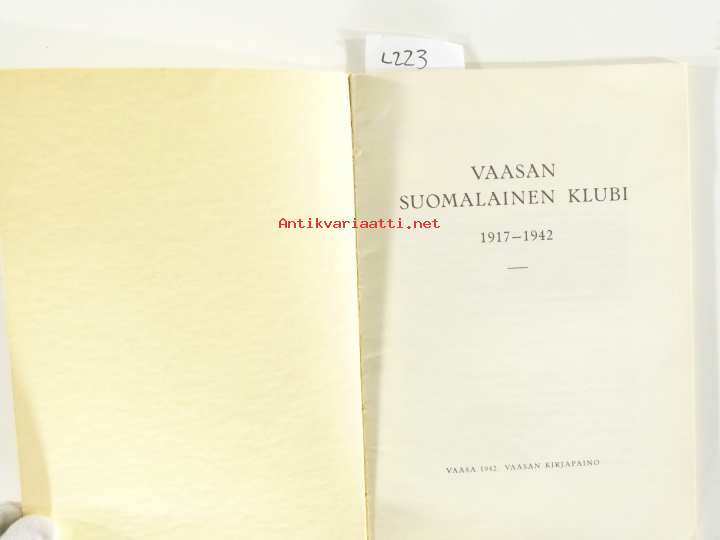 L223
VAASAN
SUOMALAINEN KLUBI
Antikvariaatti.net
1917–1942
VAASA 1942. VAASAN KIRJAPAINO